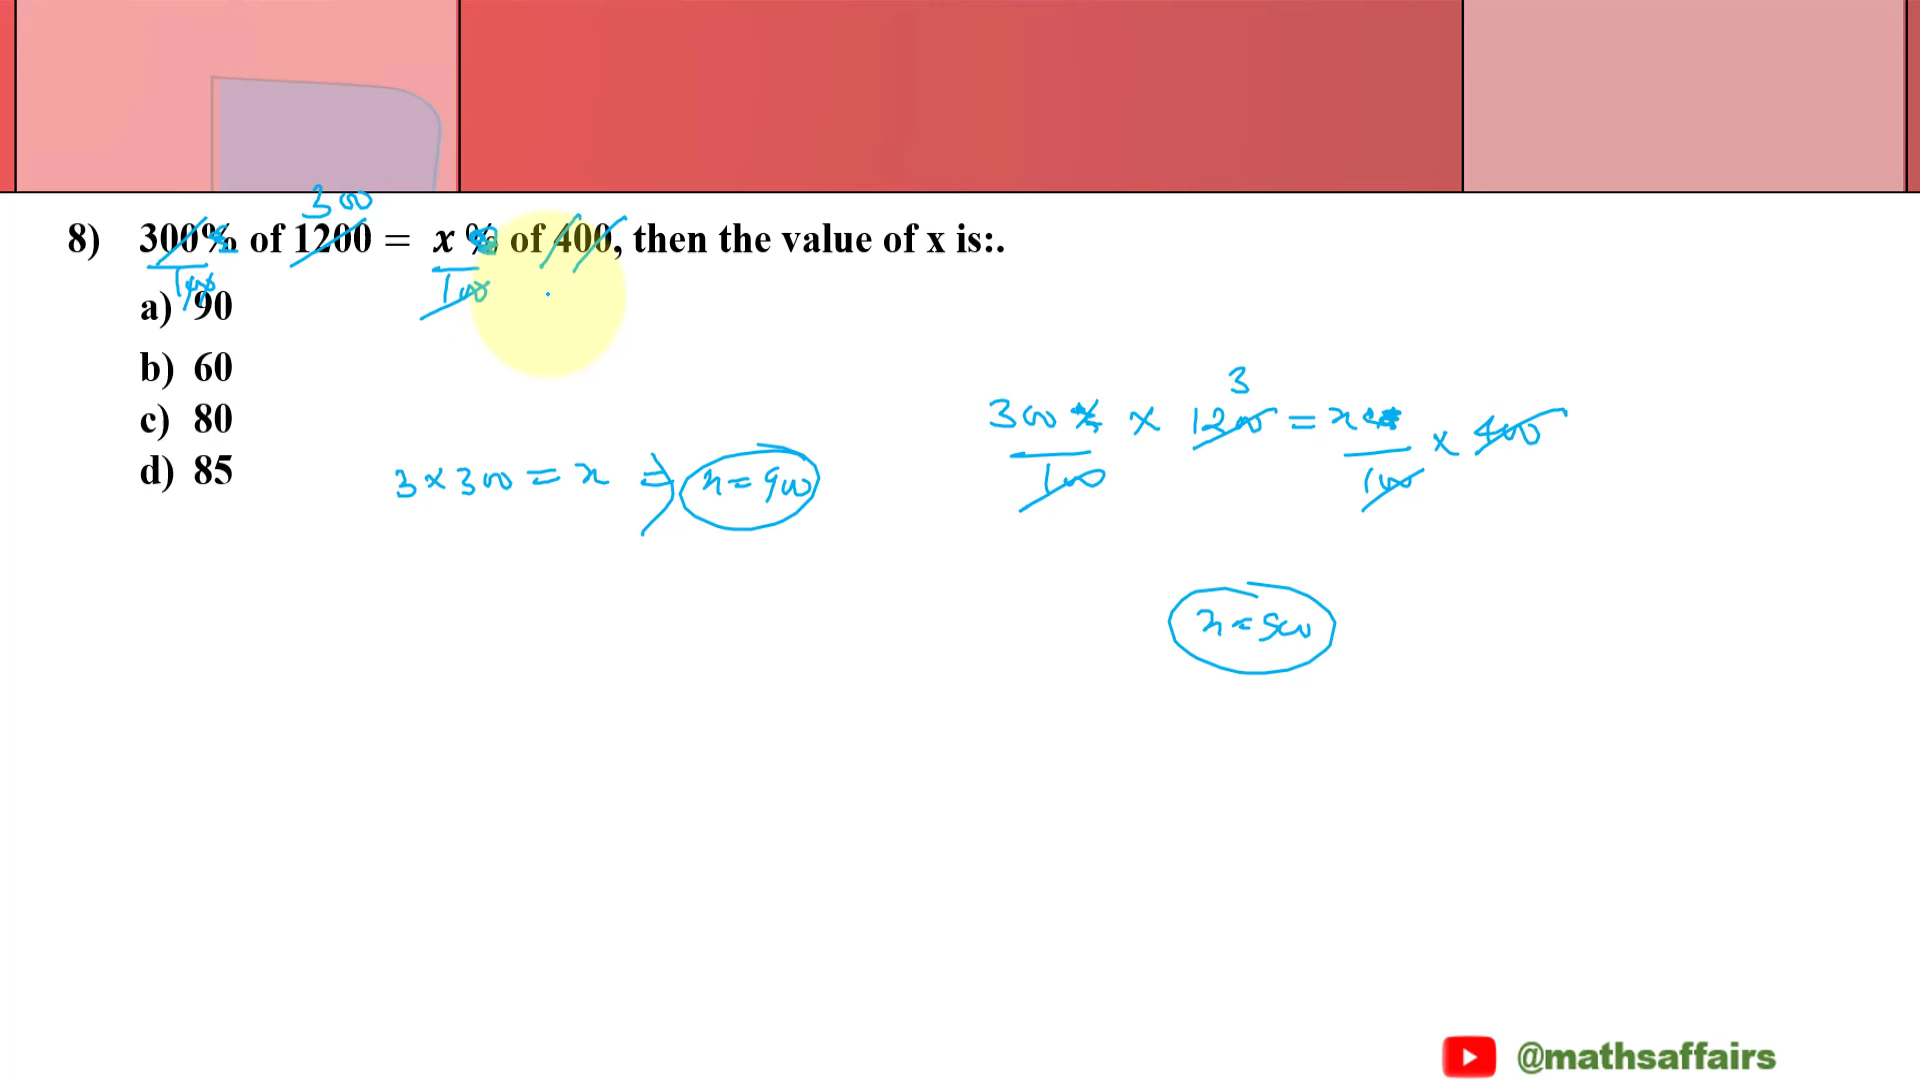 300
8) 300% of 1200 = x % of 400, then the value of x is:.
100 100
a) 90
b) 60
c) 80
d) 85
3
300% × 1200 = x% × 400
100 100
3 × 300 = x ⇒ x = 900
x = 900
@mathsaffairs